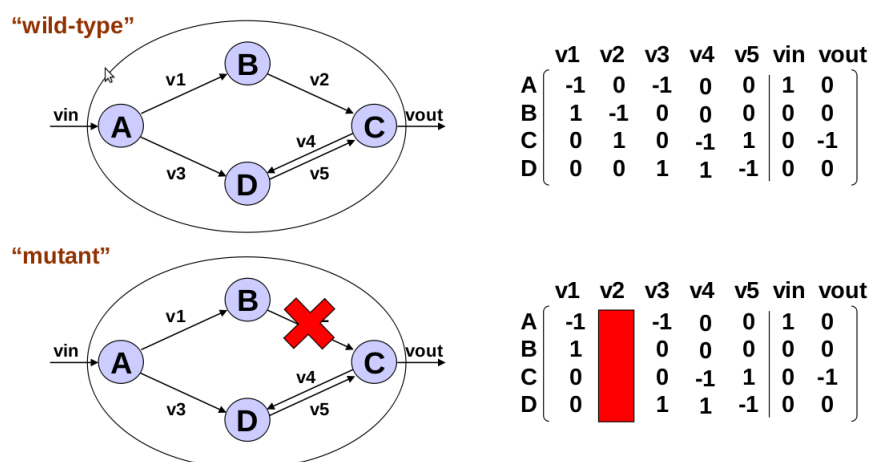 “wild-type”
B
v1
v2
vin
A
C
vout
v4
v3
v5
D
v1 v2 v3 v4 v5 vin vout
A -1 0 -1 0 0 1 0
B 1 -1 0 0 0 0 0
C 0 1 0 -1 1 0 -1
D 0 0 1 1 -1 0 0
“mutant”
B
v1
vin
A
C
vout
v4
v3
v5
D
v1 v2 v3 v4 v5 vin vout
A -1 -1 0 0 1 0
B 1 0 0 0 0 0
C 0 0 -1 1 0 -1
D 0 1 1 -1 0 0